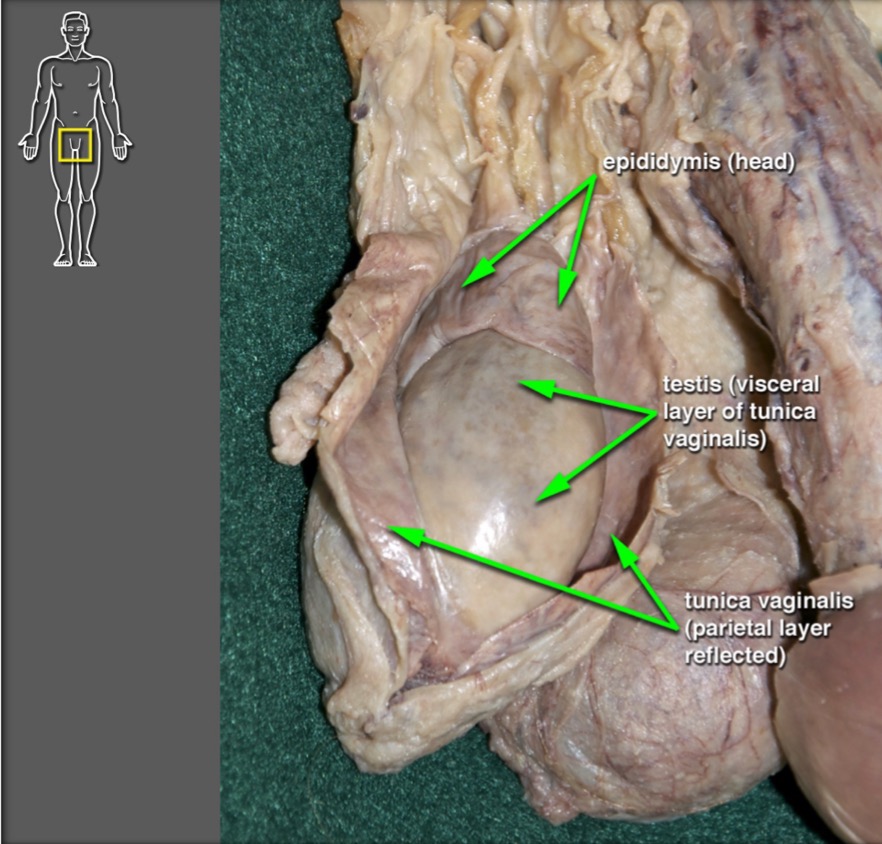 epididymis (head)
testis (visceral
layer of tunica
vaginalis)
tunica vaginalis
(parietal layer
reflected)